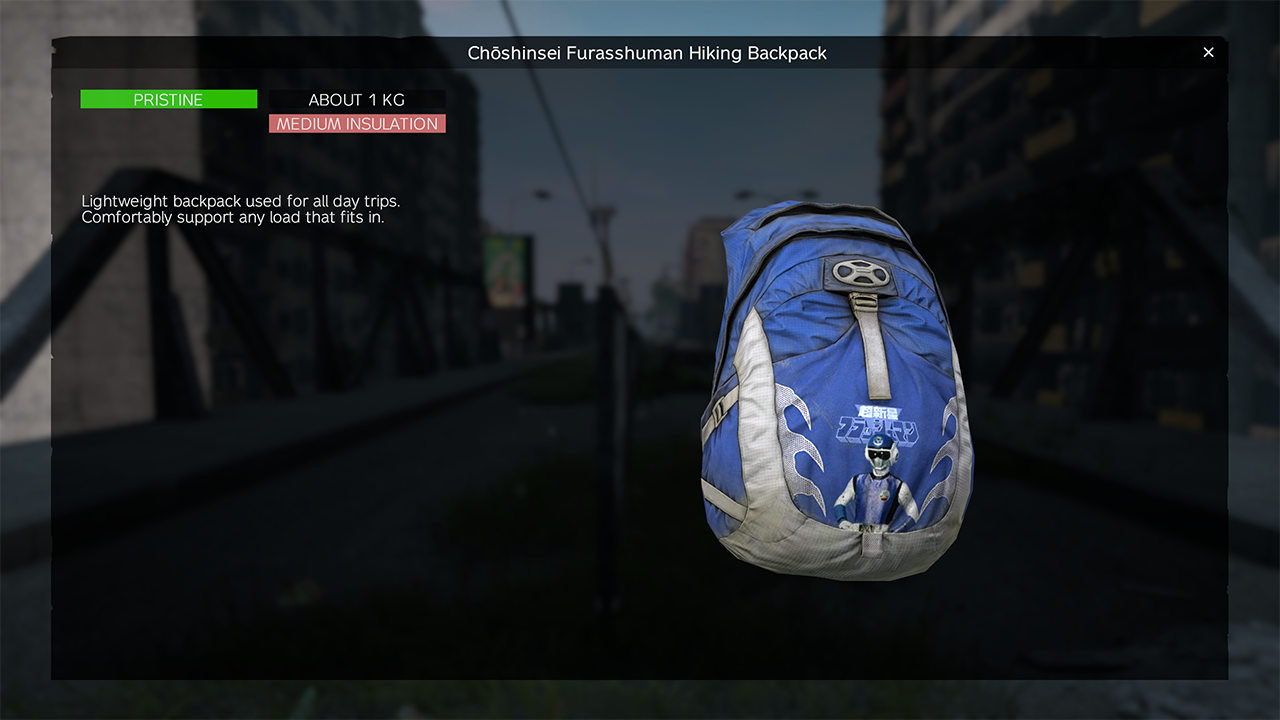 Chōshinsei Furasshuman Hiking Backpack
PRISTINE
ABOUT 1 KG
MEDIUM INSULATION
Lightweight backpack used for all day trips.
Comfortably support any load that fits in.
超新星
フラッシュマン